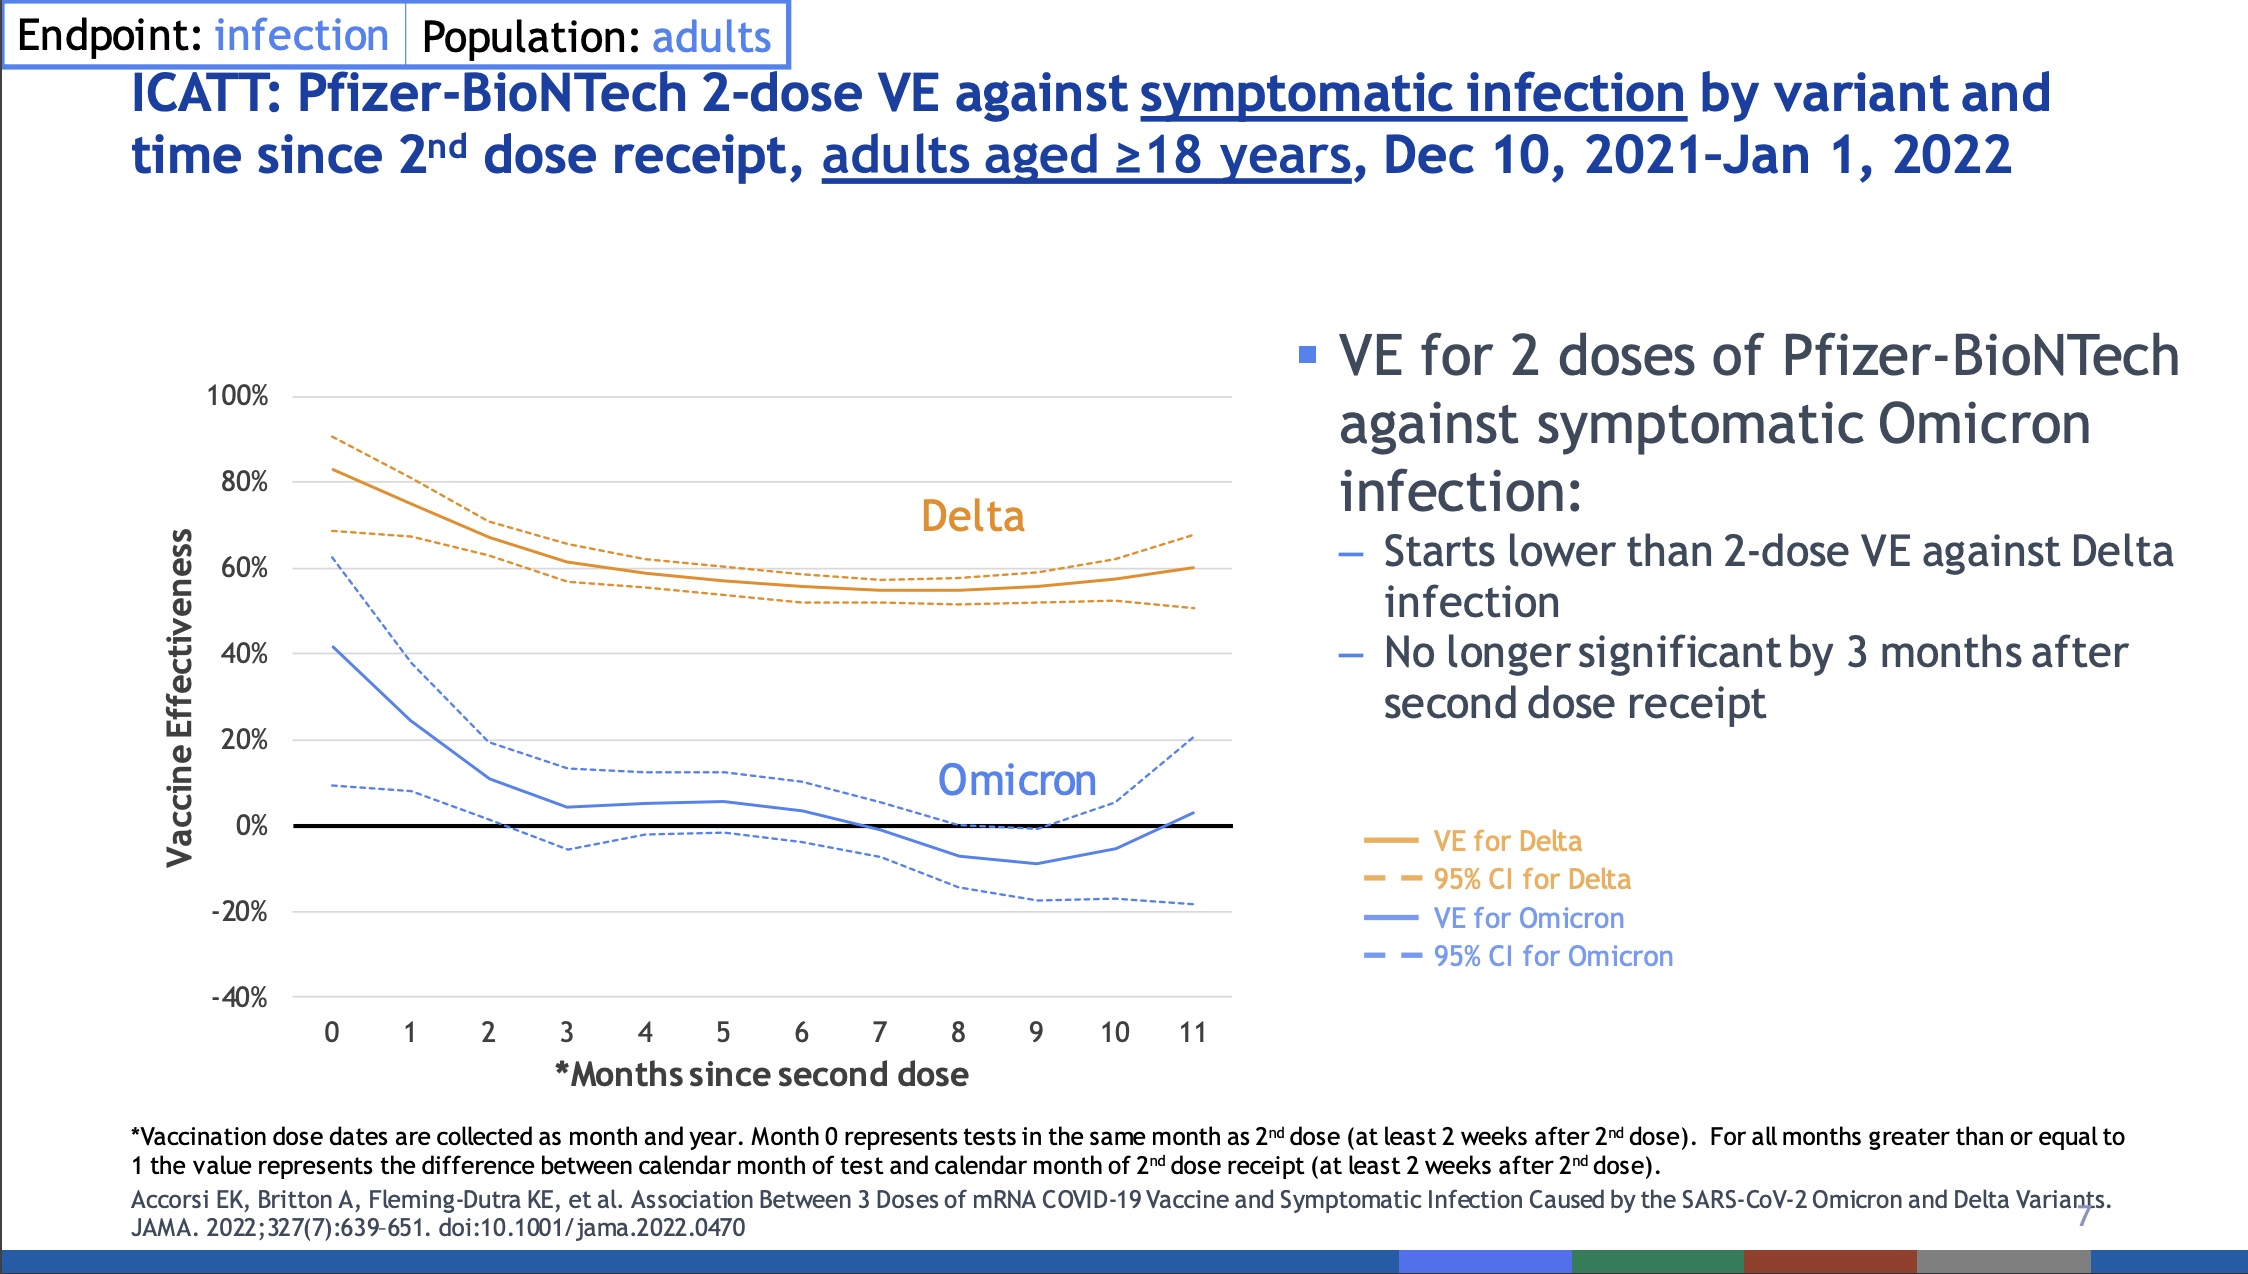 Endpoint: infection Population: adults
ICATT: Pfizer-BioNTech 2-dose VE against symptomatic infection by variant and
time since 2nd dose receipt, adults aged ≥18 years, Dec 10, 2021–Jan 1, 2022
VE for 2 doses of Pfizer-BioNTech
against symptomatic Omicron
infection:
– Starts lower than 2-dose VE against Delta
infection
– No longer significant by 3 months after
second dose receipt
Vaccine Effectiveness
100%
80%
60%
40%
20%
0%
-20%
-40%
Delta
Omicron
0 1 2 3 4 5 6 7 8 9 10 11
*Months since second dose
VE for Delta
95% CI for Delta
VE for Omicron
95% CI for Omicron
*Vaccination dose dates are collected as month and year. Month 0 represents tests in the same month as 2nd dose (at least 2 weeks after 2nd dose). For all months greater than or equal to
1 the value represents the difference between calendar month of test and calendar month of 2nd dose receipt (at least 2 weeks after 2nd dose).
Accorsi EK, Britton A, Fleming-Dutra KE, et al. Association Between 3 Doses of mRNA COVID-19 Vaccine and Symptomatic Infection Caused by the SARS-CoV-2 Omicron and Delta Variants.
JAMA. 2022;327(7):639–651. doi:10.1001/jama.2022.0470
7